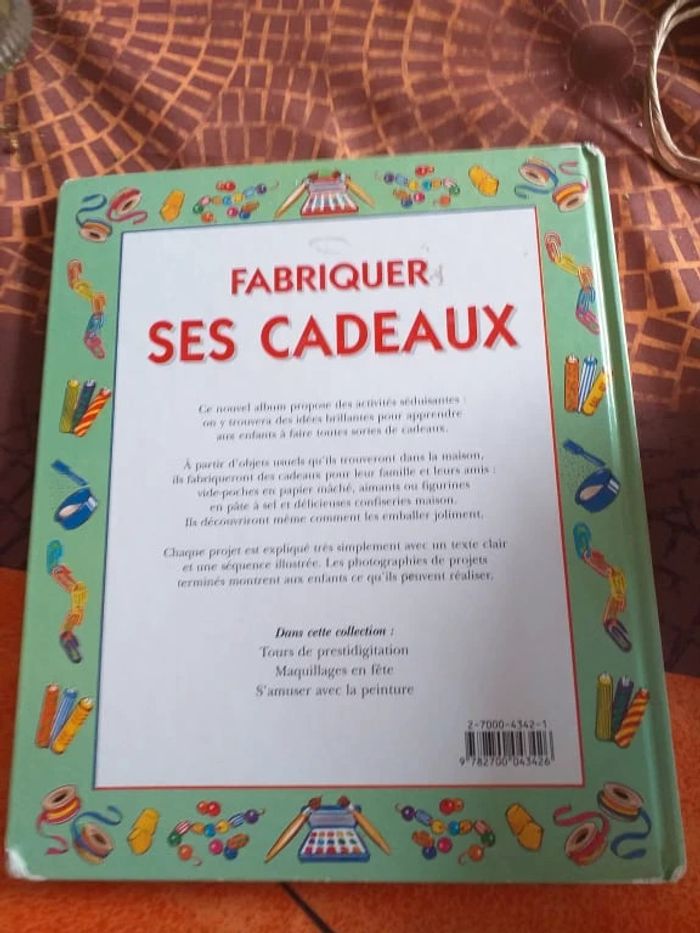 FABRIQUER
SES CADEAUX
Ce nouvel album propose des activités séduisantes :
on y trouvera des idées brillantes pour apprendre
aux enfants à faire toutes sortes de cadeaux.
À partir d'objets usuels qu'ils trouveront dans la maison,
ils fabriqueront des cadeaux pour leur famille et leurs amis :
vide-poches en papier mâché, aimants ou figurines
en pâte à sel et délicieuses confiseries maison.
Ils découvriront même comment les emballer joliment.
Chaque projet est expliqué très simplement avec un texte clair
et une séquence illustrée. Les photographies de projets
terminés montrent aux enfants ce qu'ils peuvent réaliser.
Dans cette collection :
Tours de prestidigitation
Maquillages en fête
S'amuser avec la peinture
2-7000-4342-1
9 782700 043426